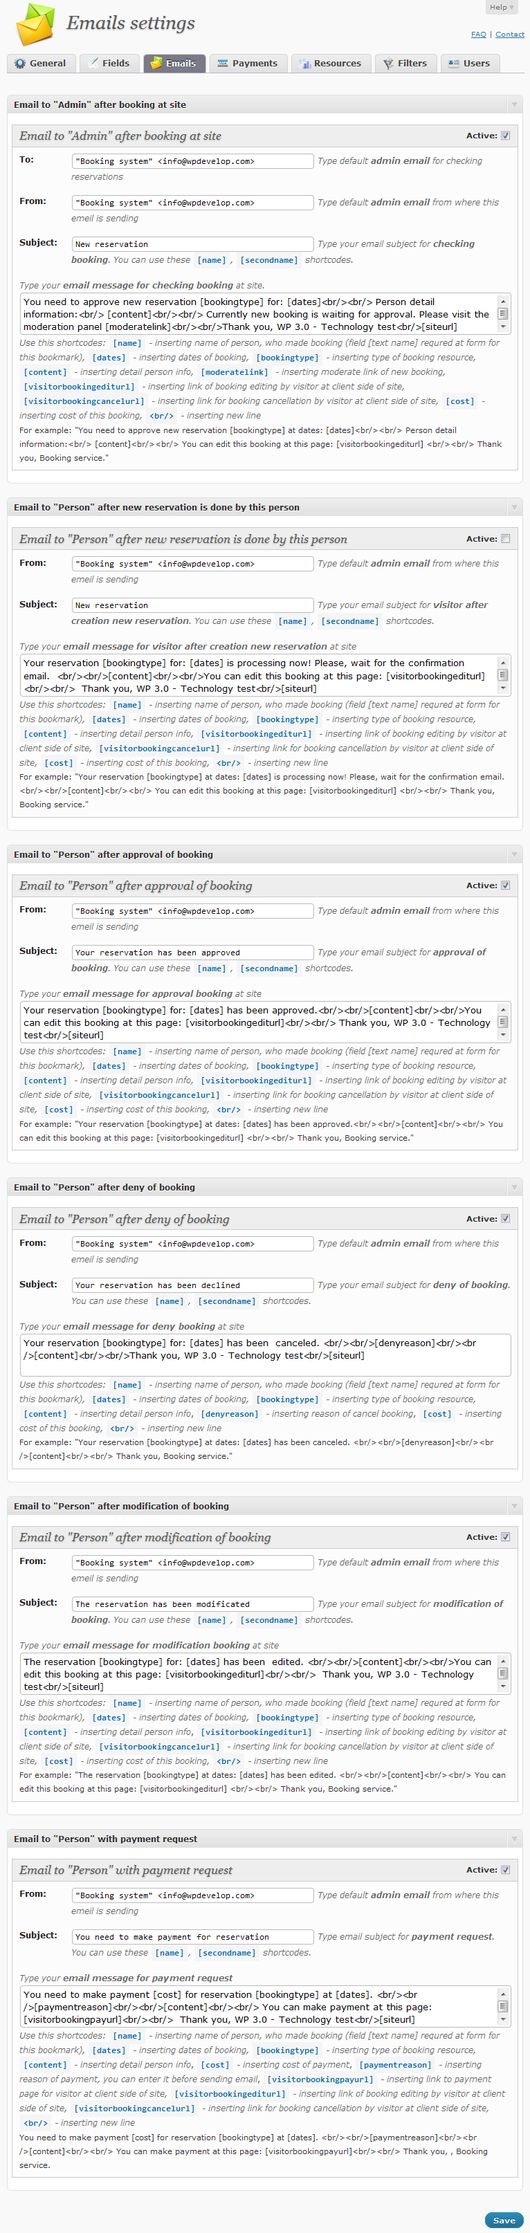 Help
Emails settings
FAQ | Contact
General Fields Emails Payments Resources Filters Users
Email to "Admin" after booking at site
Email to "Admin" after booking at site Active:
To: "Booking system" <info@wpdevelop.com> Type default admin email for checking
reservations
From: "Booking system" <info@wpdevelop.com> Type default admin email from where this
emeil is sending
Subject: New reservation Type your email subject for checking
booking. You can use these [name] , [secondname] shortcodes.
Type your email message for checking booking at site.
You need to approve new reservation [bookingtype] for: [dates]<br/><br/> Person detail
information:<br/> [content]<br/><br/> Currently new booking is waiting for approval. Please visit the
moderation panel [moderatelink]<br/><br/>Thank you, WP 3.0 - Technology test<br/>[siteurl]
Use this shortcodes: [name] - inserting name of person, who made booking (field [text name] requred at form for
this bookmark), [dates] - inserting dates of booking, [bookingtype] - inserting type of booking resource,
[content] - inserting detail person info, [moderatelink] - inserting moderate link of new booking,
[visitorbookingediturl] - inserting link of booking editing by visitor at client side of site,
[visitorbookingcancelurl] - inserting link for booking cancellation by visitor at client side of site, [cost] -
inserting cost of this booking, <br/> - inserting new line
For example: "You need to approve new reservation [bookingtype] at dates: [dates]<br/><br/> Person detail
information:<br/> [content]<br/><br/> You can edit this booking at this page: [visitorbookingediturl] <br/><br/> Thank
you, Booking service."
Email to "Person" after new reservation is done by this person
Email to "Person" after new reservation is done by this person Active:
From: "Booking system" <info@wpdevelop.com> Type default admin email from where this
emeil is sending
Subject: New reservation Type your email subject for visitor after
creation new reservation. You can use these [name] , [secondname] shortcodes.
Type your email message for visitor after creation new reservation at site
Your reservation [bookingtype] for: [dates] is processing now! Please, wait for the confirmation
email. <br/><br/>[content]<br/><br/>You can edit this booking at this page: [visitorbookingediturl]
<br/><br/> Thank you, WP 3.0 - Technology test<br/>[siteurl]
Use this shortcodes: [name] - inserting name of person, who made booking (field [text name] requred at form for
this bookmark), [dates] - inserting dates of booking, [bookingtype] - inserting type of booking resource,
[content] - inserting detail person info, [visitorbookingediturl] - inserting link of booking editing by visitor at
client side of site, [visitorbookingcancelurl] - inserting link for booking cancellation by visitor at client side of
site, [cost] - inserting cost of this booking, <br/> - inserting new line
For example: "Your reservation [bookingtype] at dates: [dates] is processing now! Please, wait for the confirmation email.
<br/><br/>[content]<br/><br/> You can edit this booking at this page: [visitorbookingediturl] <br/><br/> Thank you,
Booking service."
Email to "Person" after approval of booking
Email to "Person" after approval of booking Active:
From: "Booking system" <info@wpdevelop.com> Type default admin email from where this
emeil is sending
Subject: Your reservation has been approved Type your email subject for approval of
booking. You can use these [name] , [secondname] shortcodes.
Type your email message for approval booking at site
Your reservation [bookingtype] for: [dates] has been approved.<br/><br/>[content]<br/><br/>You
can edit this booking at this page: [visitorbookingediturl]<br/><br/> Thank you, WP 3.0 - Technology
test<br/>[siteurl]
Use this shortcodes: [name] - inserting name of person, who made booking (field [text name] requred at form for
this bookmark), [dates] - inserting dates of booking, [bookingtype] - inserting type of booking resource,
[content] - inserting detail person info, [visitorbookingediturl] - inserting link of booking editing by visitor at
client side of site, [visitorbookingcancelurl] - inserting link for booking cancellation by visitor at client side of
site, [cost] - inserting cost of this booking, <br/> - inserting new line
For example: "Your reservation [bookingtype] at dates: [dates] has been approved.<br/><br/>[content]<br/><br/> You
can edit this booking at this page: [visitorbookingediturl] <br/><br/> Thank you, Booking service."
Email to "Person" after deny of booking
Email to "Person" after deny of booking Active:
From: "Booking system" <info@wpdevelop.com> Type default admin email from where this
emeil is sending
Subject: Your reservation has been declined Type your email subject for deny of booking.
You can use these [name] , [secondname] shortcodes.
Type your email message for deny booking at site
Your reservation [bookingtype] for: [dates] has been canceled. <br/><br/>[denyreason]<br/><br
/>[content]<br/><br/>Thank you, WP 3.0 - Technology test<br/>[siteurl]
Use this shortcodes: [name] - inserting name of person, who made booking (field [text name] requred at form for
this bookmark), [dates] - inserting dates of booking, [bookingtype] - inserting type of booking resource,
[content] - inserting detail person info, [denyreason] - inserting reason of cancel booking, [cost] - inserting
cost of this booking, <br/> - inserting new line
For example: "Your reservation [bookingtype] at dates: [dates] has been canceled. <br/><br/>[denyreason]<br/><br
/>[content]<br/><br/> Thank you, Booking service."
Email to "Person" after modification of booking
Email to "Person" after modification of booking Active:
From: "Booking system" <info@wpdevelop.com> Type default admin email from where this
emeil is sending
Subject: The reservation has been modificated Type your email subject for modification of
booking. You can use these [name] , [secondname] shortcodes.
Type your email message for modification booking at site
The reservation [bookingtype] for: [dates] has been edited. <br/><br/>[content]<br/><br/>You can
edit this booking at this page: [visitorbookingediturl]<br/><br/> Thank you, WP 3.0 - Technology
test<br/>[siteurl]
Use this shortcodes: [name] - inserting name of person, who made booking (field [text name] requred at form for
this bookmark), [dates] - inserting dates of booking, [bookingtype] - inserting type of booking resource,
[content] - inserting detail person info, [visitorbookingediturl] - inserting link of booking editing by visitor at
client side of site, [visitorbookingcancelurl] - inserting link for booking cancellation by visitor at client side of
site, [cost] - inserting cost of this booking, <br/> - inserting new line
For example: "The reservation [bookingtype] at dates: [dates] has been edited. <br/><br/>[content]<br/><br/> You can
edit this booking at this page: [visitorbookingediturl] <br/><br/> Thank you, Booking service."
Email to "Person" with payment request
Email to "Person" with payment request Active:
From: "Booking system" <info@wpdevelop.com> Type default admin email from where this
emeil is sending
Subject: You need to make payment for reservation Type email subject for payment request.
You can use these [name] , [secondname] shortcodes.
Type your email message for payment request
You need to make payment [cost] for reservation [bookingtype] at [dates]. <br/><br
/>[paymentreason]<br/><br/>[content]<br/><br/> You can make payment at this page:
[visitorbookingpayurl]<br/><br/> Thank you, WP 3.0 - Technology test<br/>[siteurl]
Use this shortcodes: [name] - inserting name of person, who made booking (field [text name] requred at form for
this bookmark), [dates] - inserting dates of booking, [bookingtype] - inserting type of booking resource,
[content] - inserting detail person info, [cost] - inserting cost of payment, [paymentreason] - inserting
reason of payment, you can enter it before sending email, [visitorbookingpayurl] - inserting link to payment
page for visitor at client side of site, [visitorbookingediturl] - inserting link of booking editing by visitor at client
side of site, [visitorbookingcancelurl] - inserting link for booking cancellation by visitor at client side of site,
<br/> - inserting new line
You need to make payment [cost] for reservation [bookingtype] at [dates]. <br/><br/>[paymentreason]<br/><br
/>[content]<br/><br/> You can make payment at this page: [visitorbookingpayurl]<br/><br/> Thank you, , Booking
service.
Save